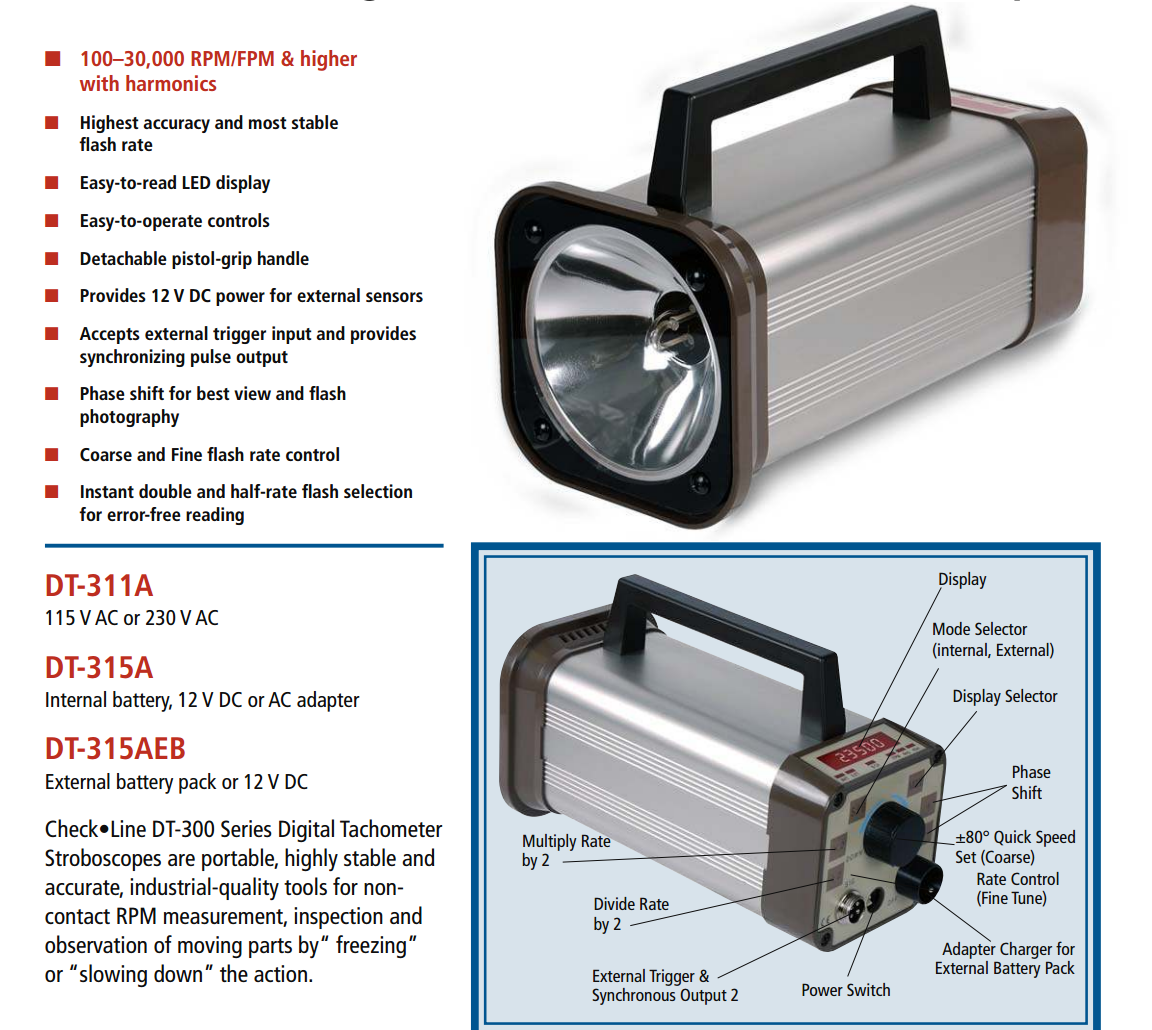 100–30,000 RPM/FPM & higher
with harmonics
Highest accuracy and most stable
flash rate
Easy-to-read LED display
Easy-to-operate controls
Detachable pistol-grip handle
Provides 12 V DC power for external sensors
Accepts external trigger input and provides
synchronizing pulse output
Phase shift for best view and flash
photography
Coarse and Fine flash rate control
Instant double and half-rate flash selection
for error-free reading
DT-311A
115 V AC or 230 V AC
DT-315A
Internal battery, 12 V DC or AC adapter
DT-315AEB
External battery pack or 12 V DC
Check•Line DT-300 Series Digital Tachometer
Stroboscopes are portable, highly stable and
accurate, industrial-quality tools for non-
contact RPM measurement, inspection and
observation of moving parts by“ freezing”
or “slowing down” the action.
Display
Mode Selector
(internal, External)
Display Selector
Phase
Shift
±80° Quick Speed
Set (Coarse)
Rate Control
(Fine Tune)
Adapter Charger for
External Battery Pack
Power Switch
External Trigger &
Synchronous Output 2
Divide Rate
by 2
Multiply Rate
by 2
23500